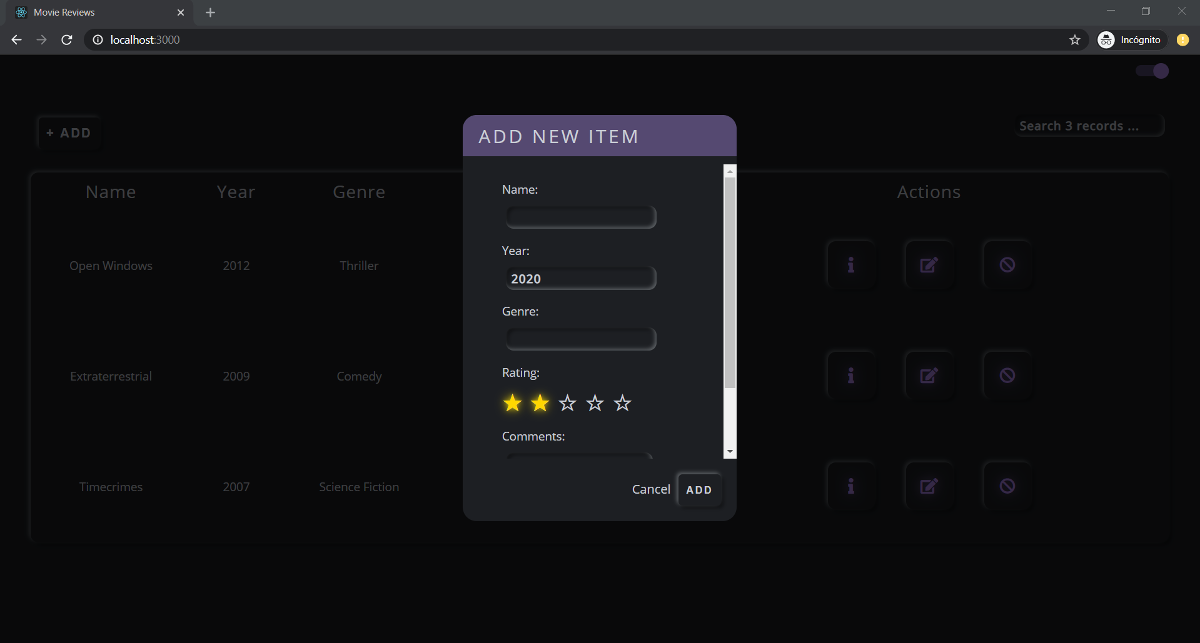 Movie Reviews
localhost:3000
Incógnito
+ ADD
Search 3 records ...
ADD NEW ITEM
Name:
Year:
2020
Genre:
Rating:
Comments:
Cancel
ADD
Name Year Genre Actions
Open Windows 2012 Thriller
Extraterrestrial 2009 Comedy
Timecrimes 2007 Science Fiction